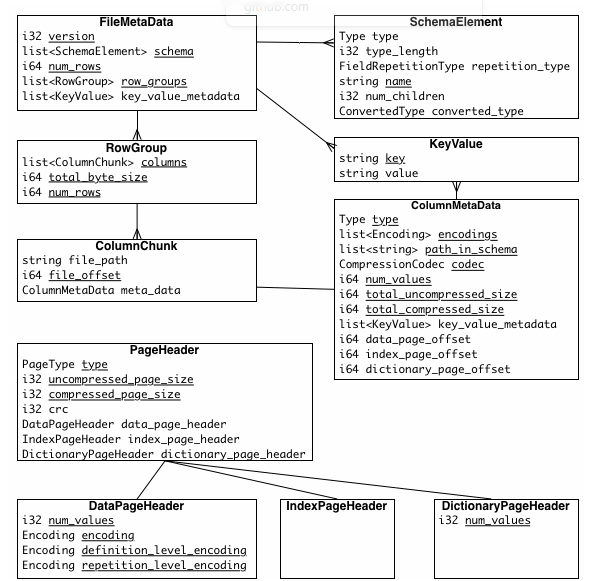 github.com
FileMetaData
i32 version
list<SchemaElement> schema
i64 num_rows
list<RowGroup> row_groups
list<KeyValue> key_value_metadata
SchemaElement
Type type
i32 type_length
FieldRepetitionType repetition_type
string name
i32 num_children
ConvertedType converted_type
RowGroup
list<ColumnChunk> columns
i64 total_byte_size
i64 num_rows
KeyValue
string key
string value
ColumnChunk
string file_path
i64 file_offset
ColumnMetaData meta_data
ColumnMetaData
Type type
list<Encoding> encodings
list<string> path_in_schema
CompressionCodec codec
i64 num_values
i64 total_uncompressed_size
i64 total_compressed_size
list<KeyValue> key_value_metadata
i64 data_page_offset
i64 index_page_offset
i64 dictionary_page_offset
PageHeader
PageType type
i32 uncompressed_page_size
i32 compressed_page_size
i32 crc
DataPageHeader data_page_header
IndexPageHeader index_page_header
DictionaryPageHeader dictionary_page_header
DataPageHeader
i32 num_values
Encoding encoding
Encoding definition_level_encoding
Encoding repetition_level_encoding
IndexPageHeader
DictionaryPageHeader
i32 num_values